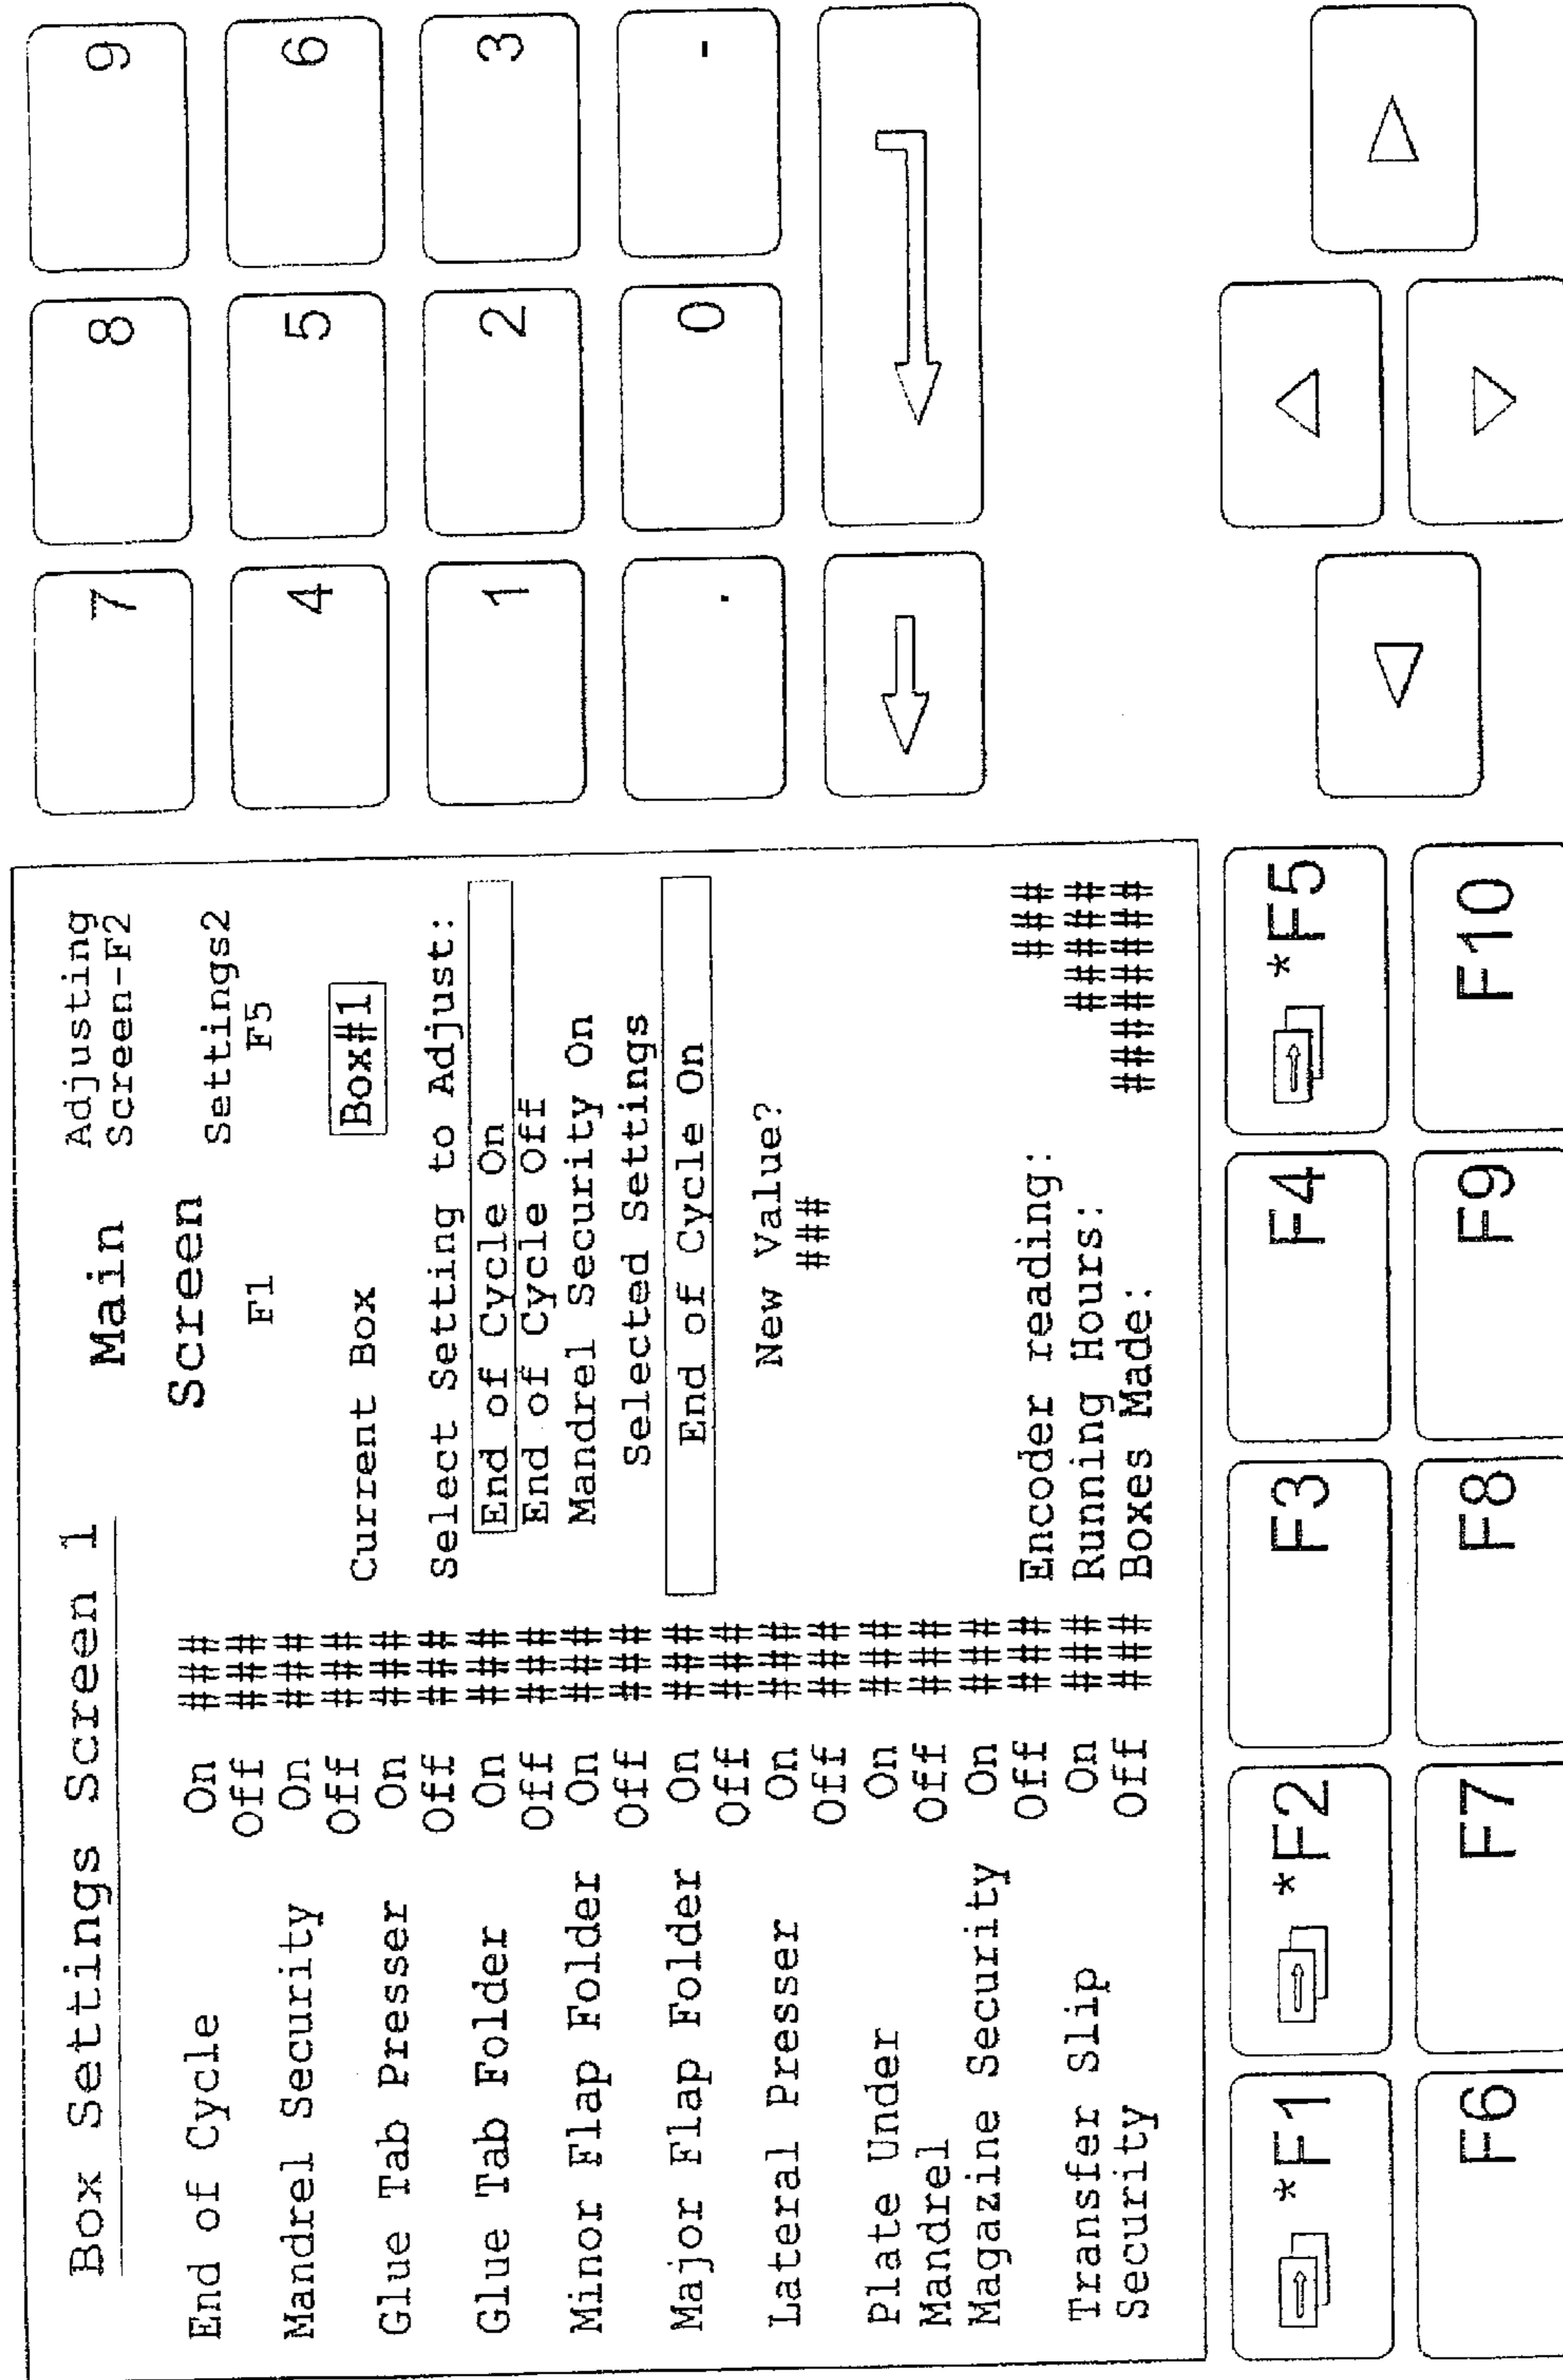 Box Settings Screen 1
Main
Screen
F1
Adjusting
Screen-F2
Settings2
F5
End of Cycle On ###
Off ###
Mandrel Security On ###
Off ###
Glue Tab Presser On ###
Off ###
Glue Tab Folder On ###
Off ###
Minor Flap Folder On ###
Off ###
Major Flap Folder On ###
Off ###
Lateral Presser On ###
Off ###
Plate Under On ###
Mandrel Off ###
Magazine Security On ###
Off ###
Transfer Slip On ###
Security Off ###
Current Box Box#1
Select Setting to Adjust:
End of Cycle On
End of Cycle Off
Mandrel Security On
Selected Settings
End of Cycle On
New Value?
###
Encoder reading: ###
Running Hours: #####
Boxes Made: ########
7 8 9
4 5 6
1 2 3
. 0 -
*F1 *F2 F3 F4 *F5
F6 F7 F8 F9 F10